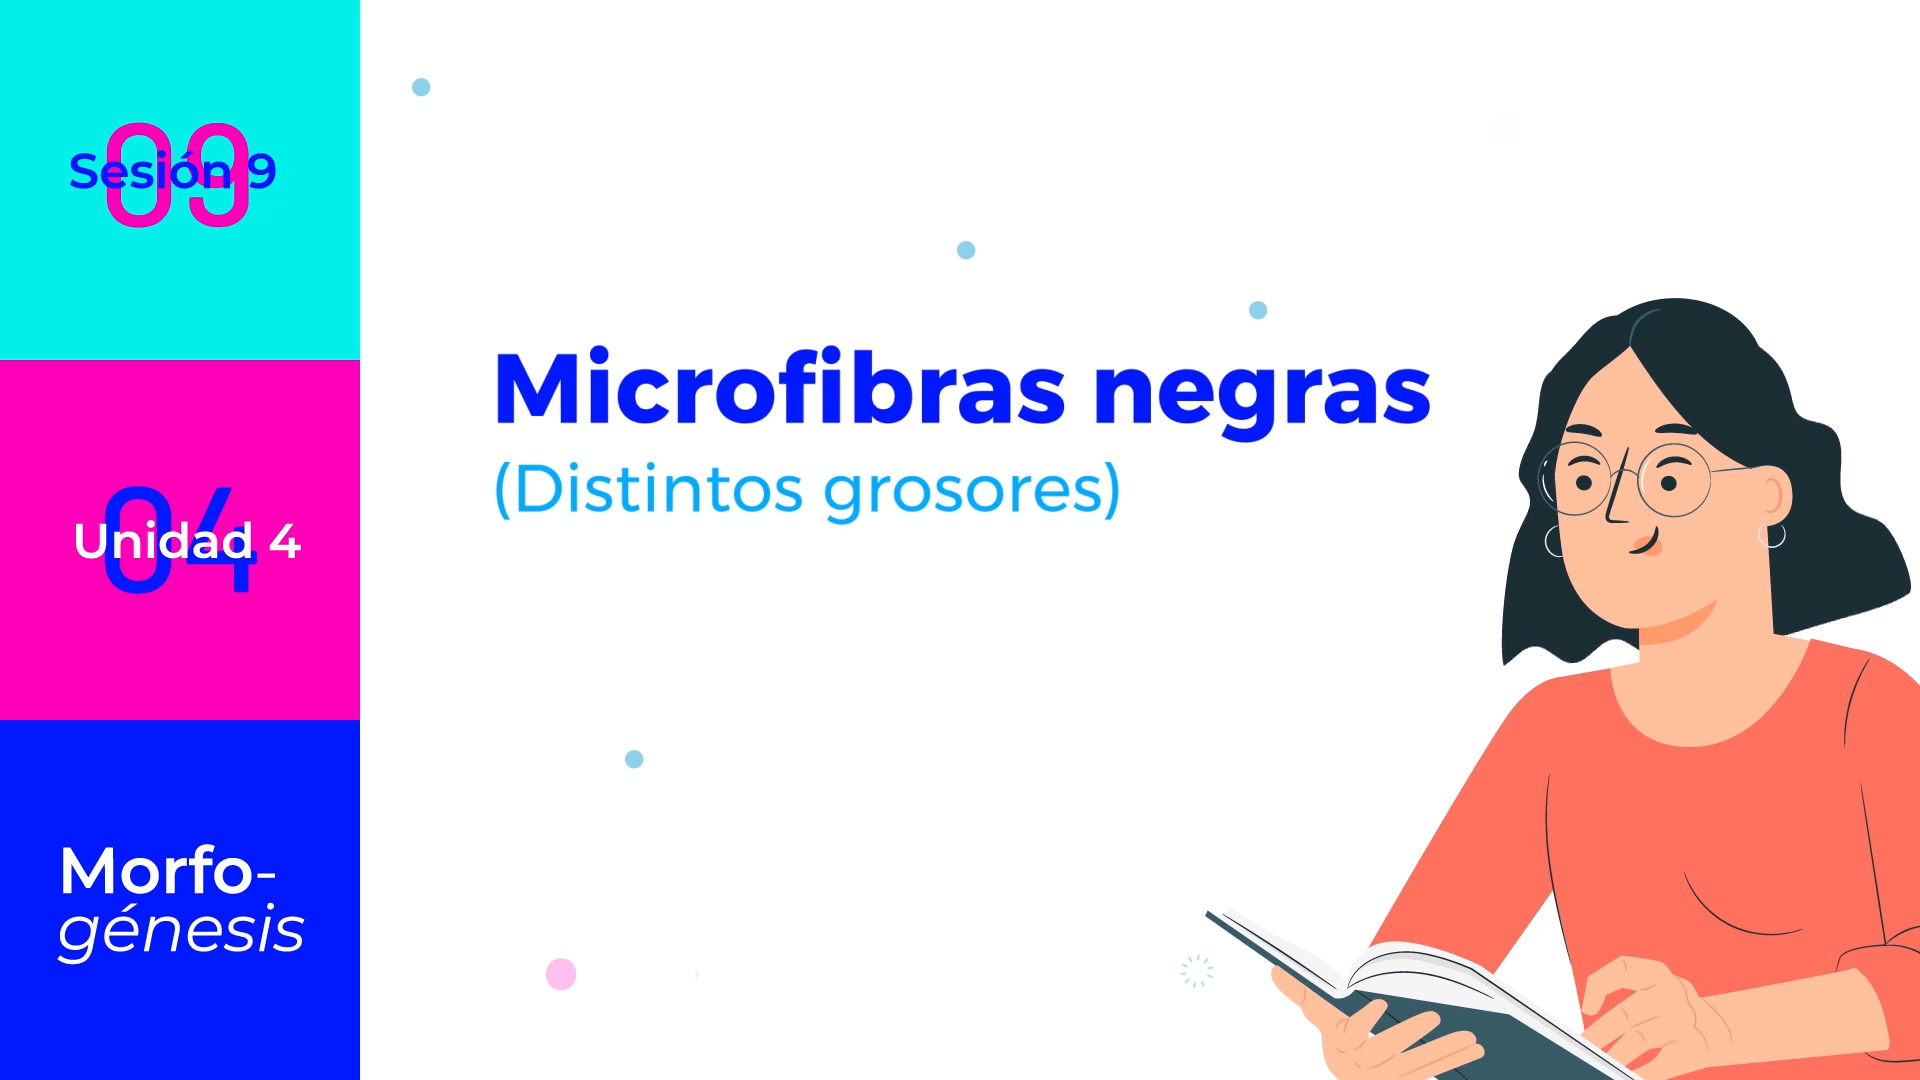 09
Sesión 9
04
Unidad 4
Morfo-
génesis
Microfibras negras
(Distintos grosores)